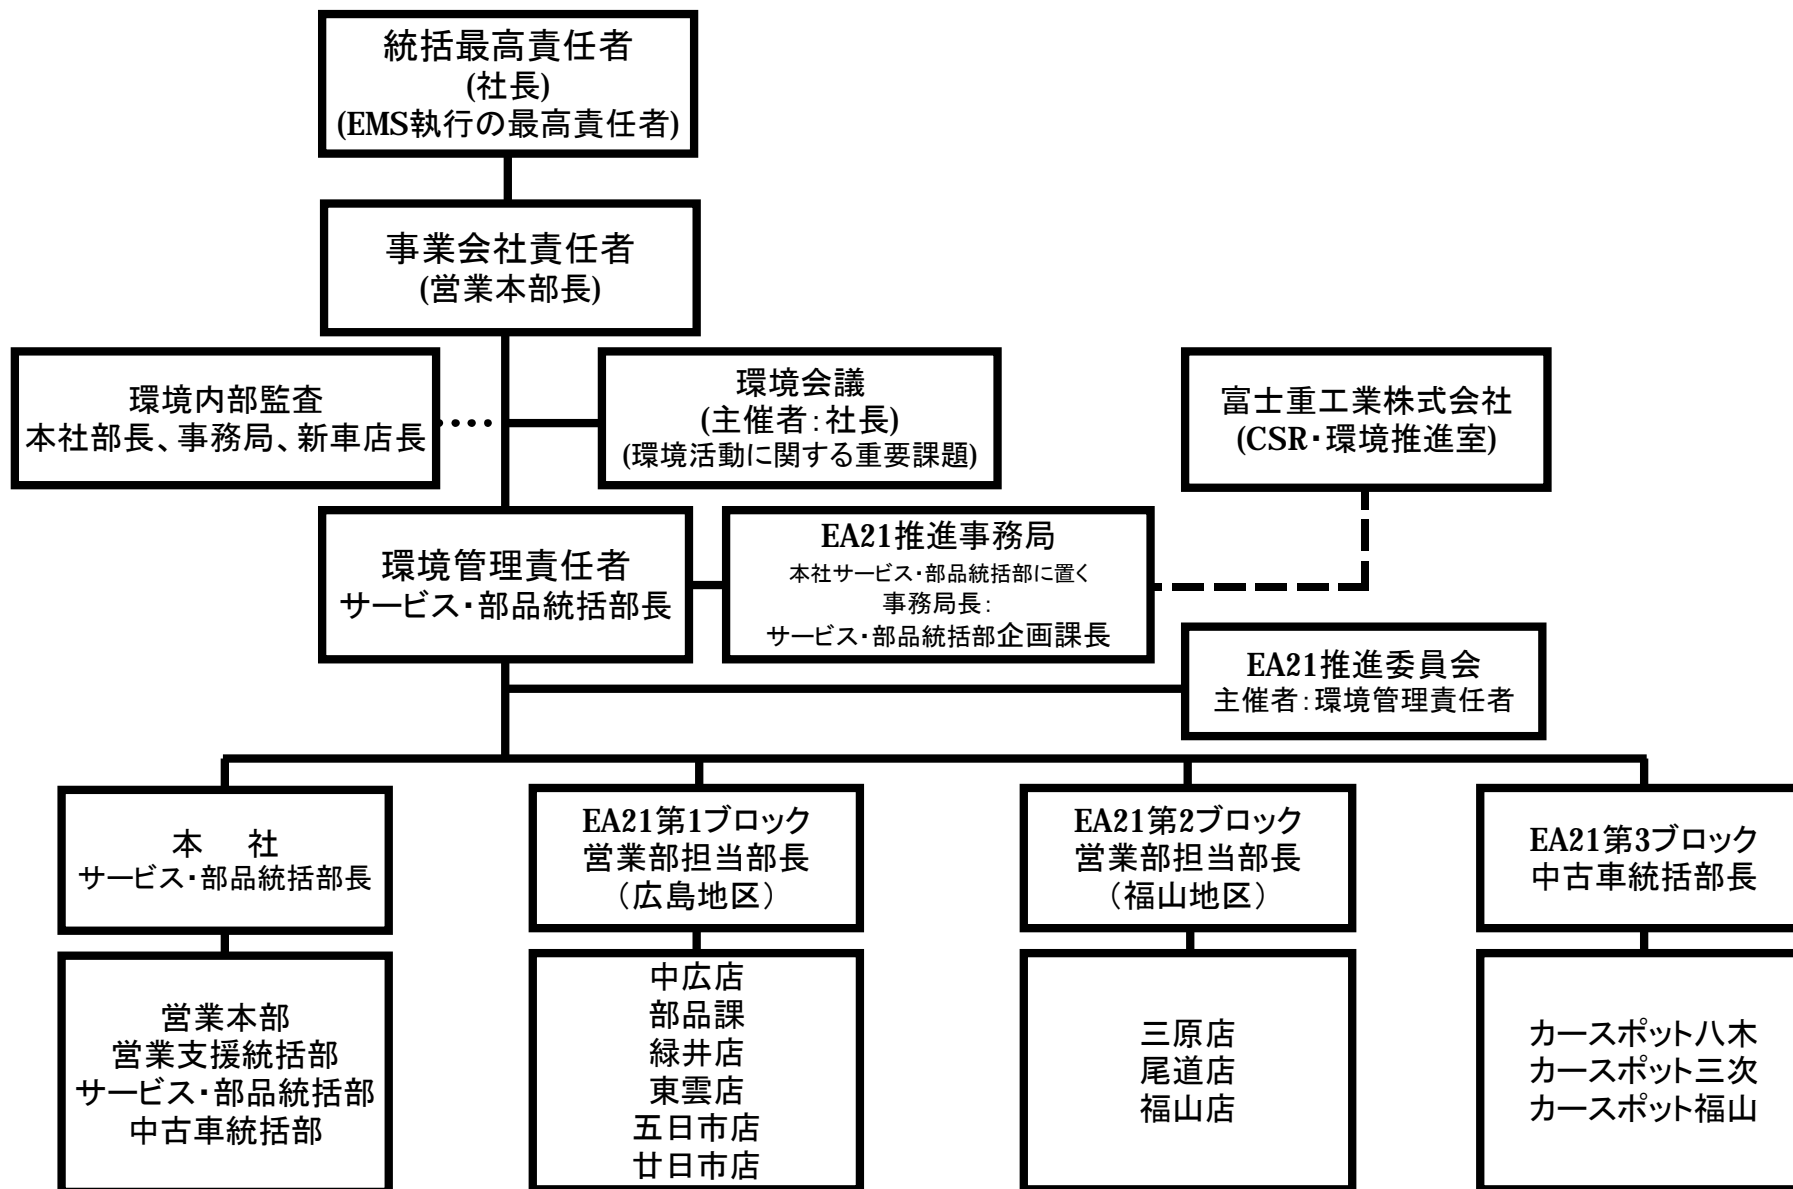 統括最高責任者
(社長)
(EMS執行の最高責任者)
事業会社責任者
(営業本部長)
環境内部監査
本社部長、事務局、新車店長
環境会議
(主催者：社長)
(環境活動に関する重要課題)
富士重工業株式会社
(CSR・環境推進室)
環境管理責任者
サービス・部品統括部長
EA21推進事務局
本社サービス・部品統括部に置く
事務局長：
サービス・部品統括部企画課長
EA21推進委員会
主催者：環境管理責任者
本 社
サービス・部品統括部長
EA21第1ブロック
営業部担当部長
（広島地区）
EA21第2ブロック
営業部担当部長
（福山地区）
EA21第3ブロック
中古車統括部長
営業本部
営業支援統括部
サービス・部品統括部
中古車統括部
中広店
部品課
緑井店
東雲店
五日市店
廿日市店
三原店
尾道店
福山店
カースポット八木
カースポット三次
カースポット福山